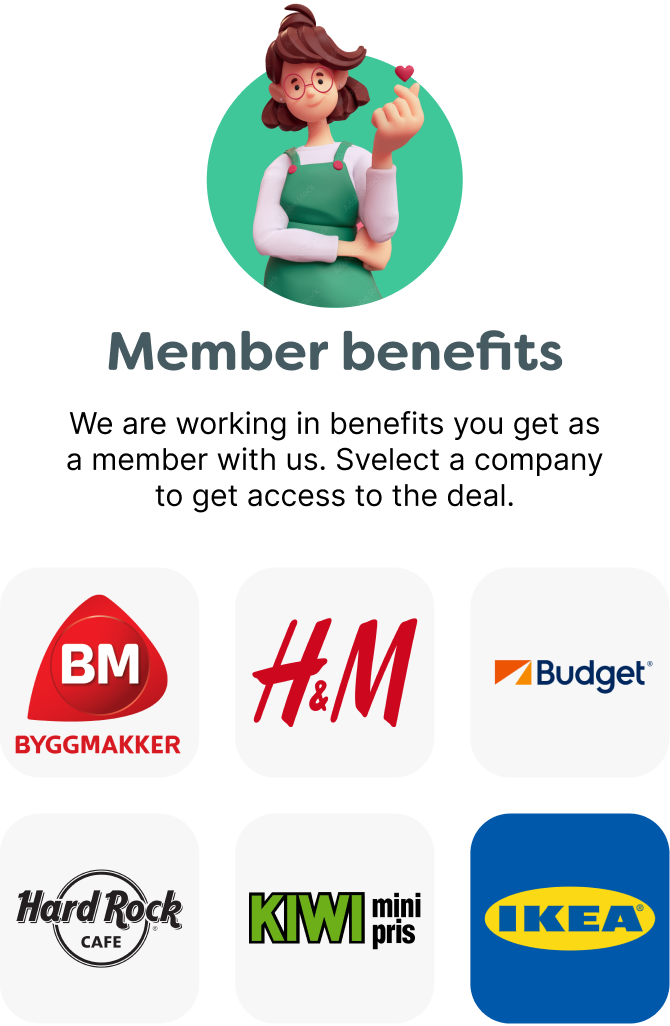 Member benefits
We are working in benefits you get as
a member with us. Svelect a company
to get access to the deal.
BM
BYGGMAKKER
H&M
Budget®
Hard Rock®
CAFE
KIWI mini
pris
IKEA®